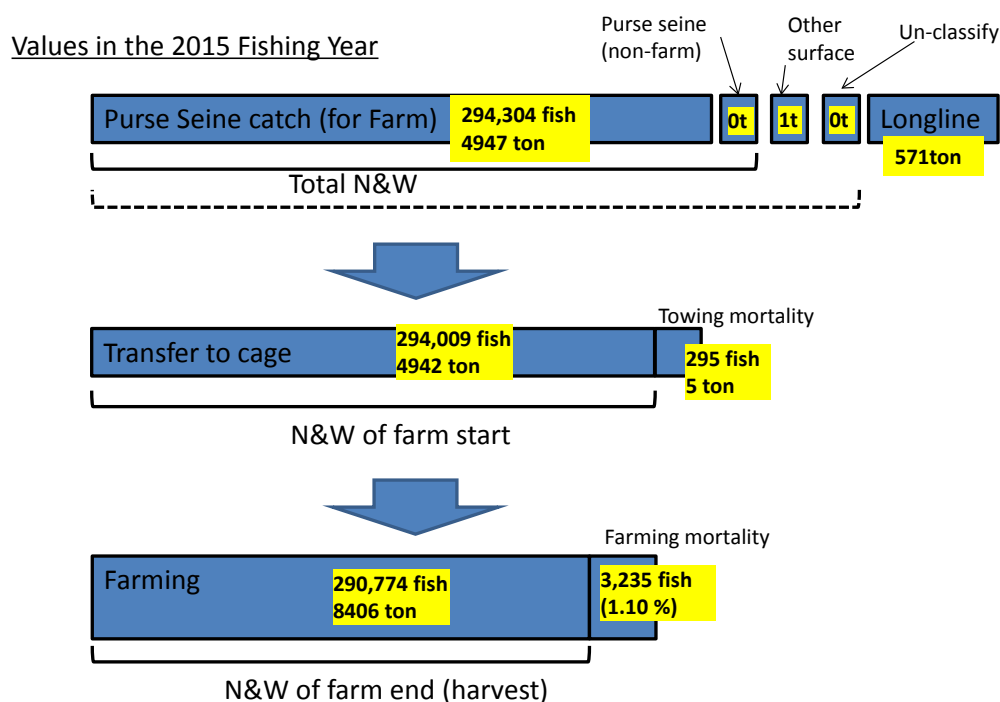 Values in the 2015 Fishing Year
Purse seine
(non-farm)
Other
surface
Un-classify
Purse Seine catch (for Farm)
294,304 fish
4947 ton
0t
1t
0t
Longline
571ton
Total N&W
Transfer to cage
294,009 fish
4942 ton
Towing mortality
295 fish
5 ton
N&W of farm start
Farming
290,774 fish
8406 ton
Farming mortality
3,235 fish
(1.10 %)
N&W of farm end (harvest)